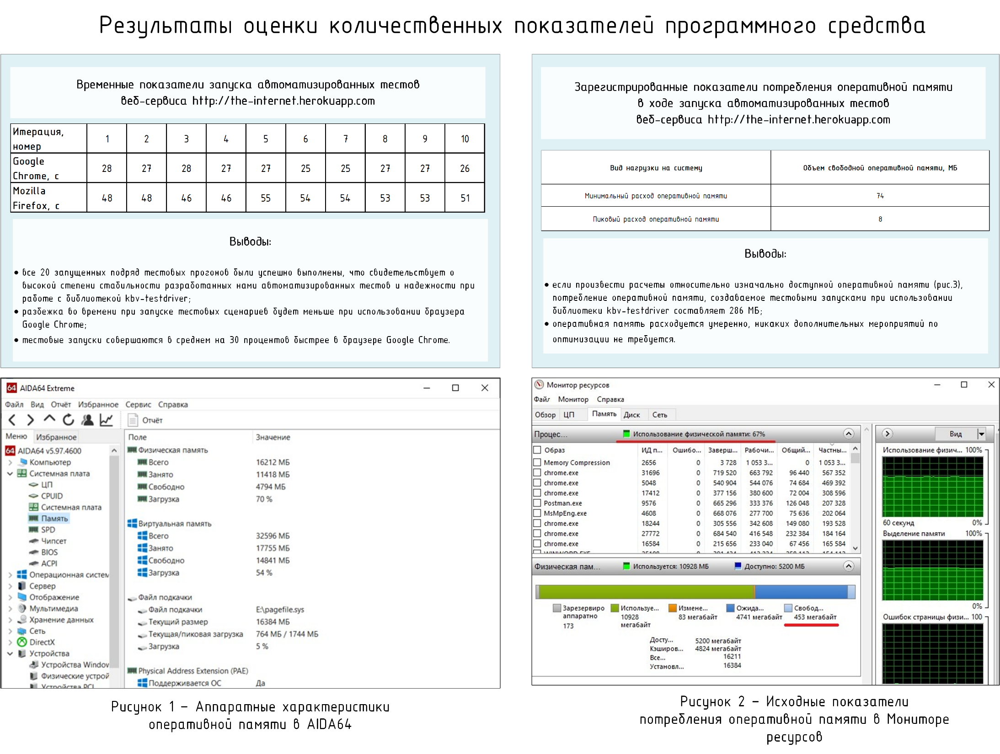 Результаты оценки количественных показателей программного средства
Временные показатели запуска автоматизированных тестов
веб-сервиса http://the-internet.herokuapp.com
Итерация, номер 1 2 3 4 5 6 7 8 9 10
Google Chrome, с 28 27 28 27 27 25 25 27 27 26
Mozilla Firefox, с 48 48 46 46 55 54 54 53 53 51
Выводы:
• все 20 запущенных подряд тестовых прогонов были успешно выполнены, что свидетельствует о
высокой степени стабильности разработанных нами автоматизированных тестов и надежности при
работе с библиотекой kbv-testdriver;
• разбежка во времени при запуске тестовых сценариев будет меньше при использовании браузера
Google Chrome;
• тестовые запуски совершаются в среднем на 30 процентов быстрее в браузере Google Chrome.
Зарегистрированные показатели потребления оперативной памяти
в ходе запуска автоматизированных тестов
веб-сервиса http://the-internet.herokuapp.com
Вид нагрузки на систему Объем свободной оперативной памяти, МБ
Минимальный расход оперативной памяти 74
Пиковый расход оперативной памяти 8
Выводы:
• если произвести расчеты относительно изначально доступной оперативной памяти (рис.3),
потребление оперативной памяти, создаваемое тестовыми запусками при использовании
библиотеки kbv-testdriver составляет 286 МБ;
• оперативная память расходуется умеренно, никаких дополнительных мероприятий по
оптимизации не требуется.
64 AIDA64 Extreme
Файл Вид Отчёт Избранное Сервис Справка
Отчёт
Меню Избранное
64 AIDA64 v5.97.4600
Компьютер
Системная плата
ЦП
CPUID
Системная плата
Память
SPD
Чипсет
BIOS
ACPI
Операционная систем
Сервер
Отображение
Мультимедиа
Хранение данных
Сеть
DirectX
Устройства
Устройства Window
Физические устрой
Устройства PCI
Поле Значение
Физическая память
Всего 16212 МБ
Занято 11418 МБ
Свободно 4794 МБ
Загрузка 70 %
Виртуальная память
Всего 32596 МБ
Занято 17755 МБ
Свободно 14841 МБ
Загрузка 54 %
Файл подкачки
Файл подкачки E:\pagefile.sys
Текущий размер 16384 МБ
Текущая/пиковая загрузка 764 МБ / 1744 МБ
Загрузка 5 %
Physical Address Extension (PAE)
Поддерживается ОС Да
Рисунок 1 – Аппаратные характеристики
оперативной памяти в AIDA64
Монитор ресурсов
Файл Монитор Справка
Обзор ЦП Память Диск Сеть
Процес... Использование физической памяти: 67%
Образ ИД п... Ошибо... Заверш... Рабочи... Общий... Частны...
Memory Compression 2656 0 3 728 1 053 3... 0 1 053 3...
chrome.exe 31696 0 719 520 663 792 96 440 567 352
chrome.exe 5048 0 540 904 544 076 74 684 469 392
chrome.exe 17412 0 377 156 380 600 72 004 308 596
Postman.exe 9576 0 665 296 333 376 126 048 207 328
MsMpEng.exe 4608 0 668 076 277 700 75 636 202 064
chrome.exe 18244 0 305 556 342 608 149 080 193 528
chrome.exe 27772 0 684 540 416 548 232 384 184 164
chrome.exe 16584 0 215 656 233 040 67 456 165 584
Физическая пам... Используется: 10928 МБ Доступно: 5200 МБ
Зарезервиро Используе... Измене... Ожида... Свобод...
аппаратно 10928 83 мегабайт 4741 мегабайт 453 мегабайт
173 мегабайт
Досту... 5200 мегабайт
Кэширов... 4824 мегабайт
Все... 16211
Установл... 16384
Вид
Использование физич... 100%
60 секунд 0%
Выделение памяти 100%
0%
Ошибок страницы физи... 100
Рисунок 2 – Исходные показатели
потребления оперативной памяти в Мониторе
ресурсов